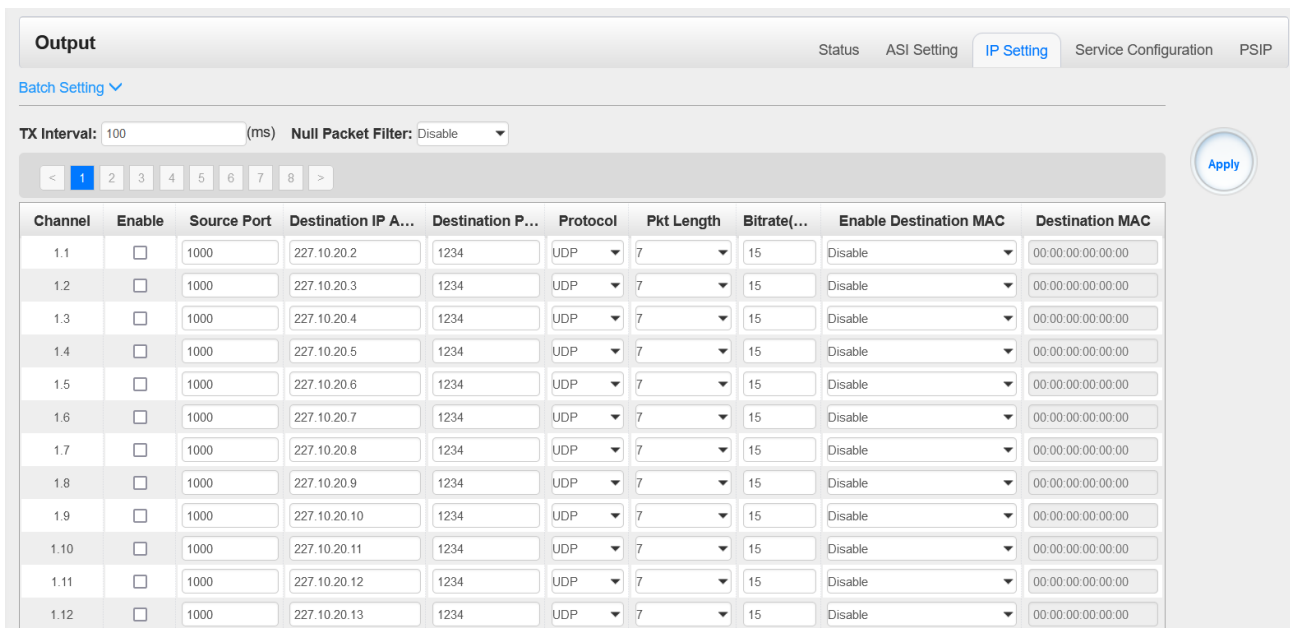 Output
Status ASI Setting IP Setting Service Configuration PSIP
Batch Setting
TX Interval: 100 (ms) Null Packet Filter: Disable
Apply
< 1 2 3 4 5 6 7 8 >
Channel Enable Source Port Destination IP A... Destination P... Protocol Pkt Length Bitrate(... Enable Destination MAC Destination MAC
1.1 1000 227.10.20.2 1234 UDP 7 15 Disable 00:00:00:00:00:00
1.2 1000 227.10.20.3 1234 UDP 7 15 Disable 00:00:00:00:00:00
1.3 1000 227.10.20.4 1234 UDP 7 15 Disable 00:00:00:00:00:00
1.4 1000 227.10.20.5 1234 UDP 7 15 Disable 00:00:00:00:00:00
1.5 1000 227.10.20.6 1234 UDP 7 15 Disable 00:00:00:00:00:00
1.6 1000 227.10.20.7 1234 UDP 7 15 Disable 00:00:00:00:00:00
1.7 1000 227.10.20.8 1234 UDP 7 15 Disable 00:00:00:00:00:00
1.8 1000 227.10.20.9 1234 UDP 7 15 Disable 00:00:00:00:00:00
1.9 1000 227.10.20.10 1234 UDP 7 15 Disable 00:00:00:00:00:00
1.10 1000 227.10.20.11 1234 UDP 7 15 Disable 00:00:00:00:00:00
1.11 1000 227.10.20.12 1234 UDP 7 15 Disable 00:00:00:00:00:00
1.12 1000 227.10.20.13 1234 UDP 7 15 Disable 00:00:00:00:00:00